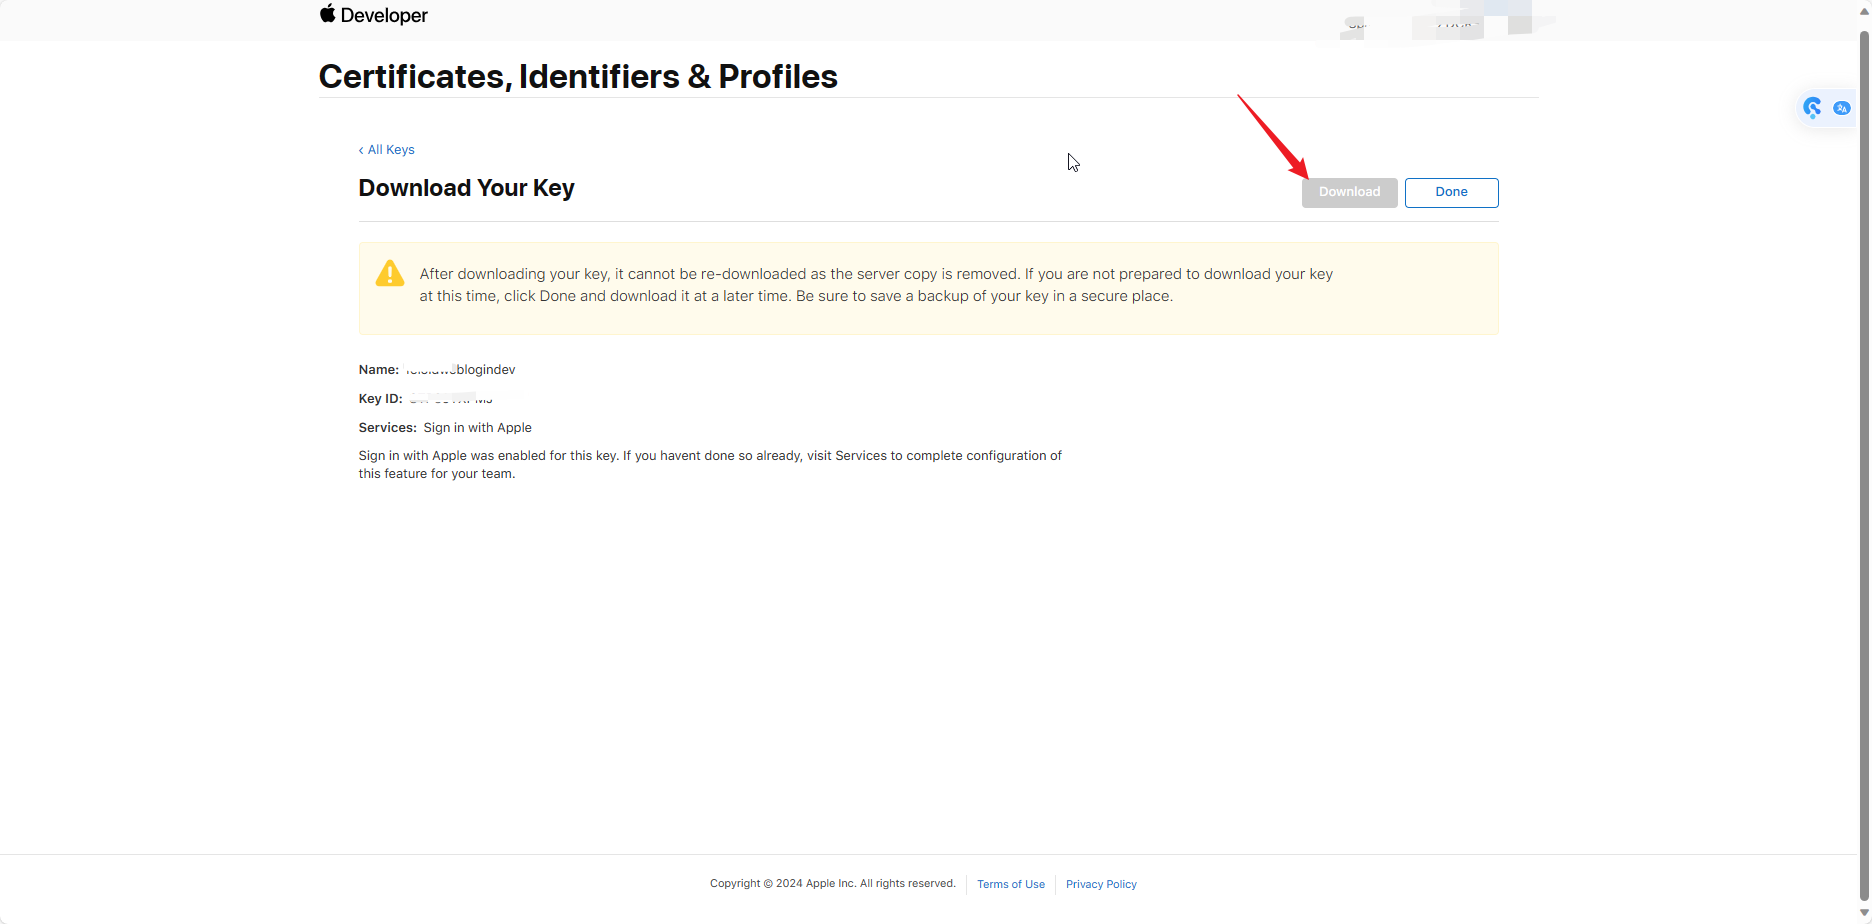 Developer
Certificates, Identifiers & Profiles
‹ All Keys
Download Your Key
Download
Done
After downloading your key, it cannot be re-downloaded as the server copy is removed. If you are not prepared to download your key
at this time, click Done and download it at a later time. Be sure to save a backup of your key in a secure place.
Name:
Key ID:
Services: Sign in with Apple
Sign in with Apple was enabled for this key. If you havent done so already, visit Services to complete configuration of
this feature for your team.
Copyright © 2024 Apple Inc. All rights reserved.
Terms of Use
Privacy Policy